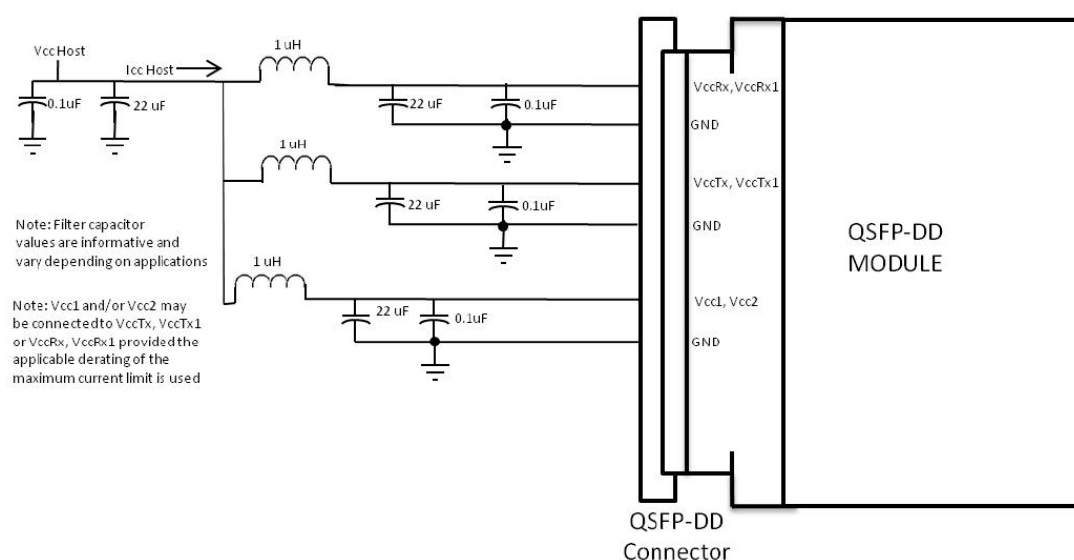 Vcc Host
Icc Host
0.1uF
22 uF
1 uH
22 uF
0.1uF
VccRx, VccRx1
GND
1 uH
22 uF
0.1uF
VccTx, VccTx1
GND
1 uH
22 uF
0.1uF
Vcc1, Vcc2
GND
Note: Filter capacitor
values are informative and
vary depending on applications
Note: Vcc1 and/or Vcc2 may
be connected to VccTx, VccTx1
or VccRx, VccRx1 provided the
applicable derating of the
maximum current limit is used
QSFP-DD
MODULE
QSFP-DD
Connector